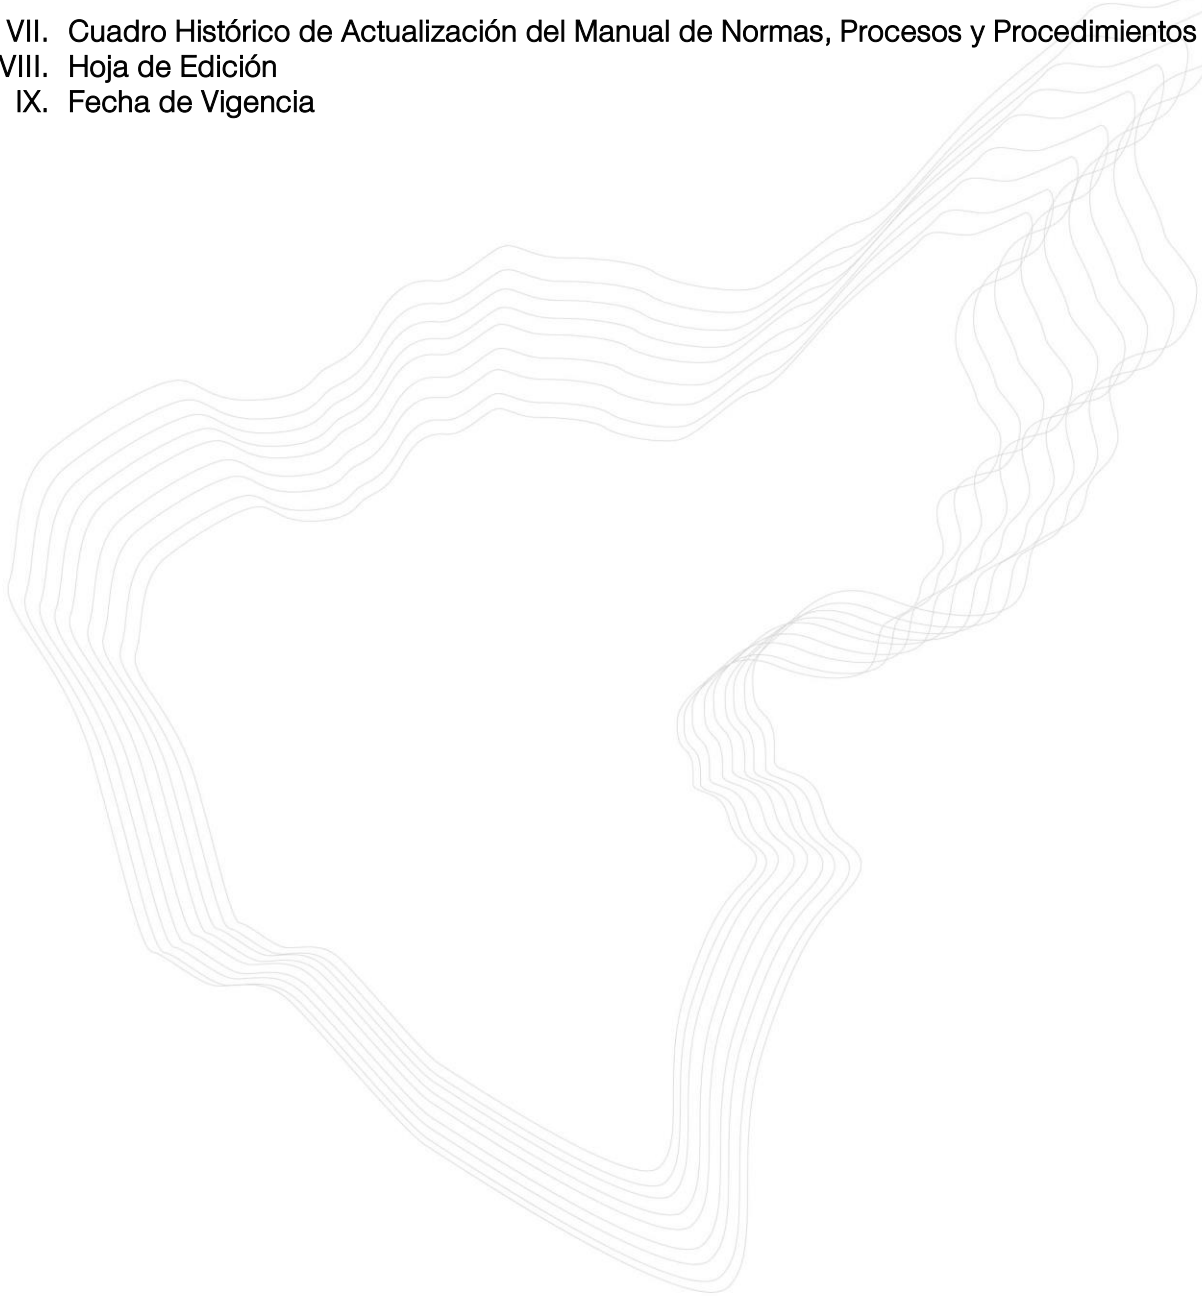 VII. Cuadro Histórico de Actualización del Manual de Normas, Procesos y Procedimientos
VIII. Hoja de Edición
IX. Fecha de Vigencia